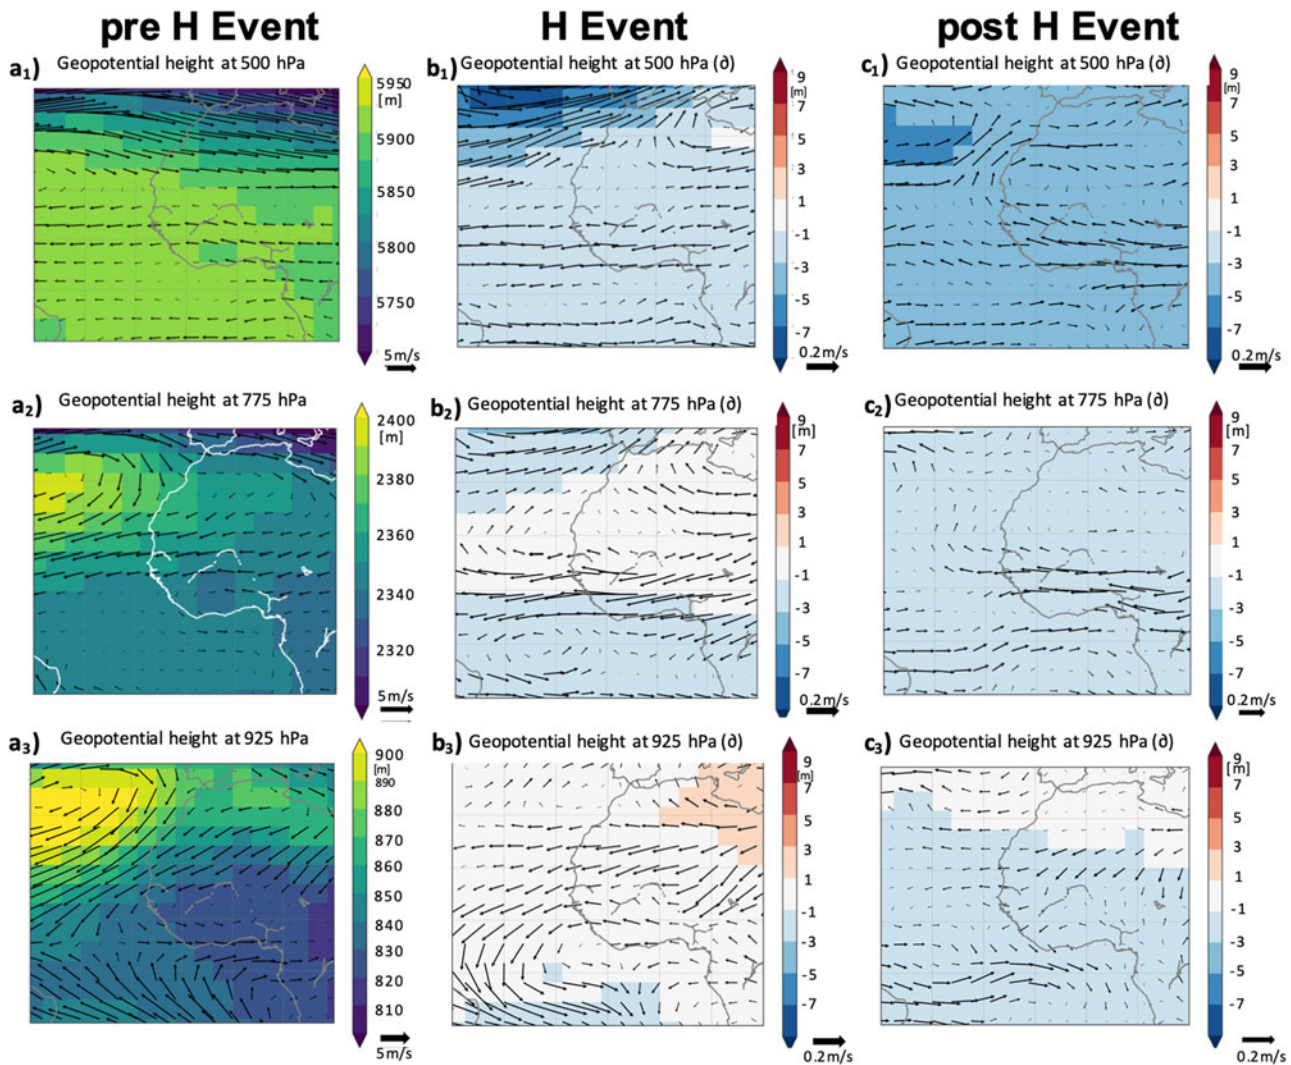 pre H Event
H Event
post H Event
a1) Geopotential height at 500 hPa
5950
[m]
5900
5850
5800
5750
5m/s
b1) Geopotential height at 500 hPa (∂)
9
[m]
7
5
3
1
-1
-3
-5
-7
0.2m/s
c1) Geopotential height at 500 hPa (∂)
9
[m]
7
5
3
1
-1
-3
-5
-7
0.2m/s
a2) Geopotential height at 775 hPa
2400
[m]
2380
2360
2340
2320
5m/s
b2) Geopotential height at 775 hPa (∂)
9
[m]
7
5
3
1
-1
-3
-5
-7
0.2m/s
c2) Geopotential height at 775 hPa (∂)
9
[m]
7
5
3
1
-1
-3
-5
-7
0.2m/s
a3) Geopotential height at 925 hPa
900
[m]
890
880
870
860
850
840
830
820
810
5m/s
b3) Geopotential height at 925 hPa (∂)
9
[m]
7
5
3
1
-1
-3
-5
-7
0.2m/s
c3) Geopotential height at 925 hPa (∂)
9
[m]
7
5
3
1
-1
-3
-5
-7
0.2m/s